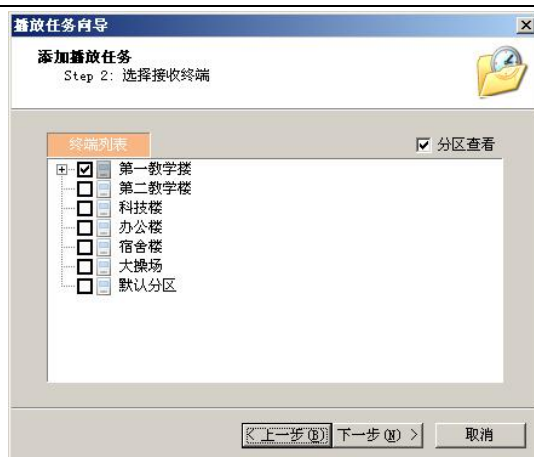 播放任务向导
添加播放任务
Step 2: 选择接收终端
终端列表
分区查看
第一教学楼
第二教学楼
科技楼
办公楼
宿舍楼
大操场
默认分区
< 上一步(B) 下一步(N) > 取消